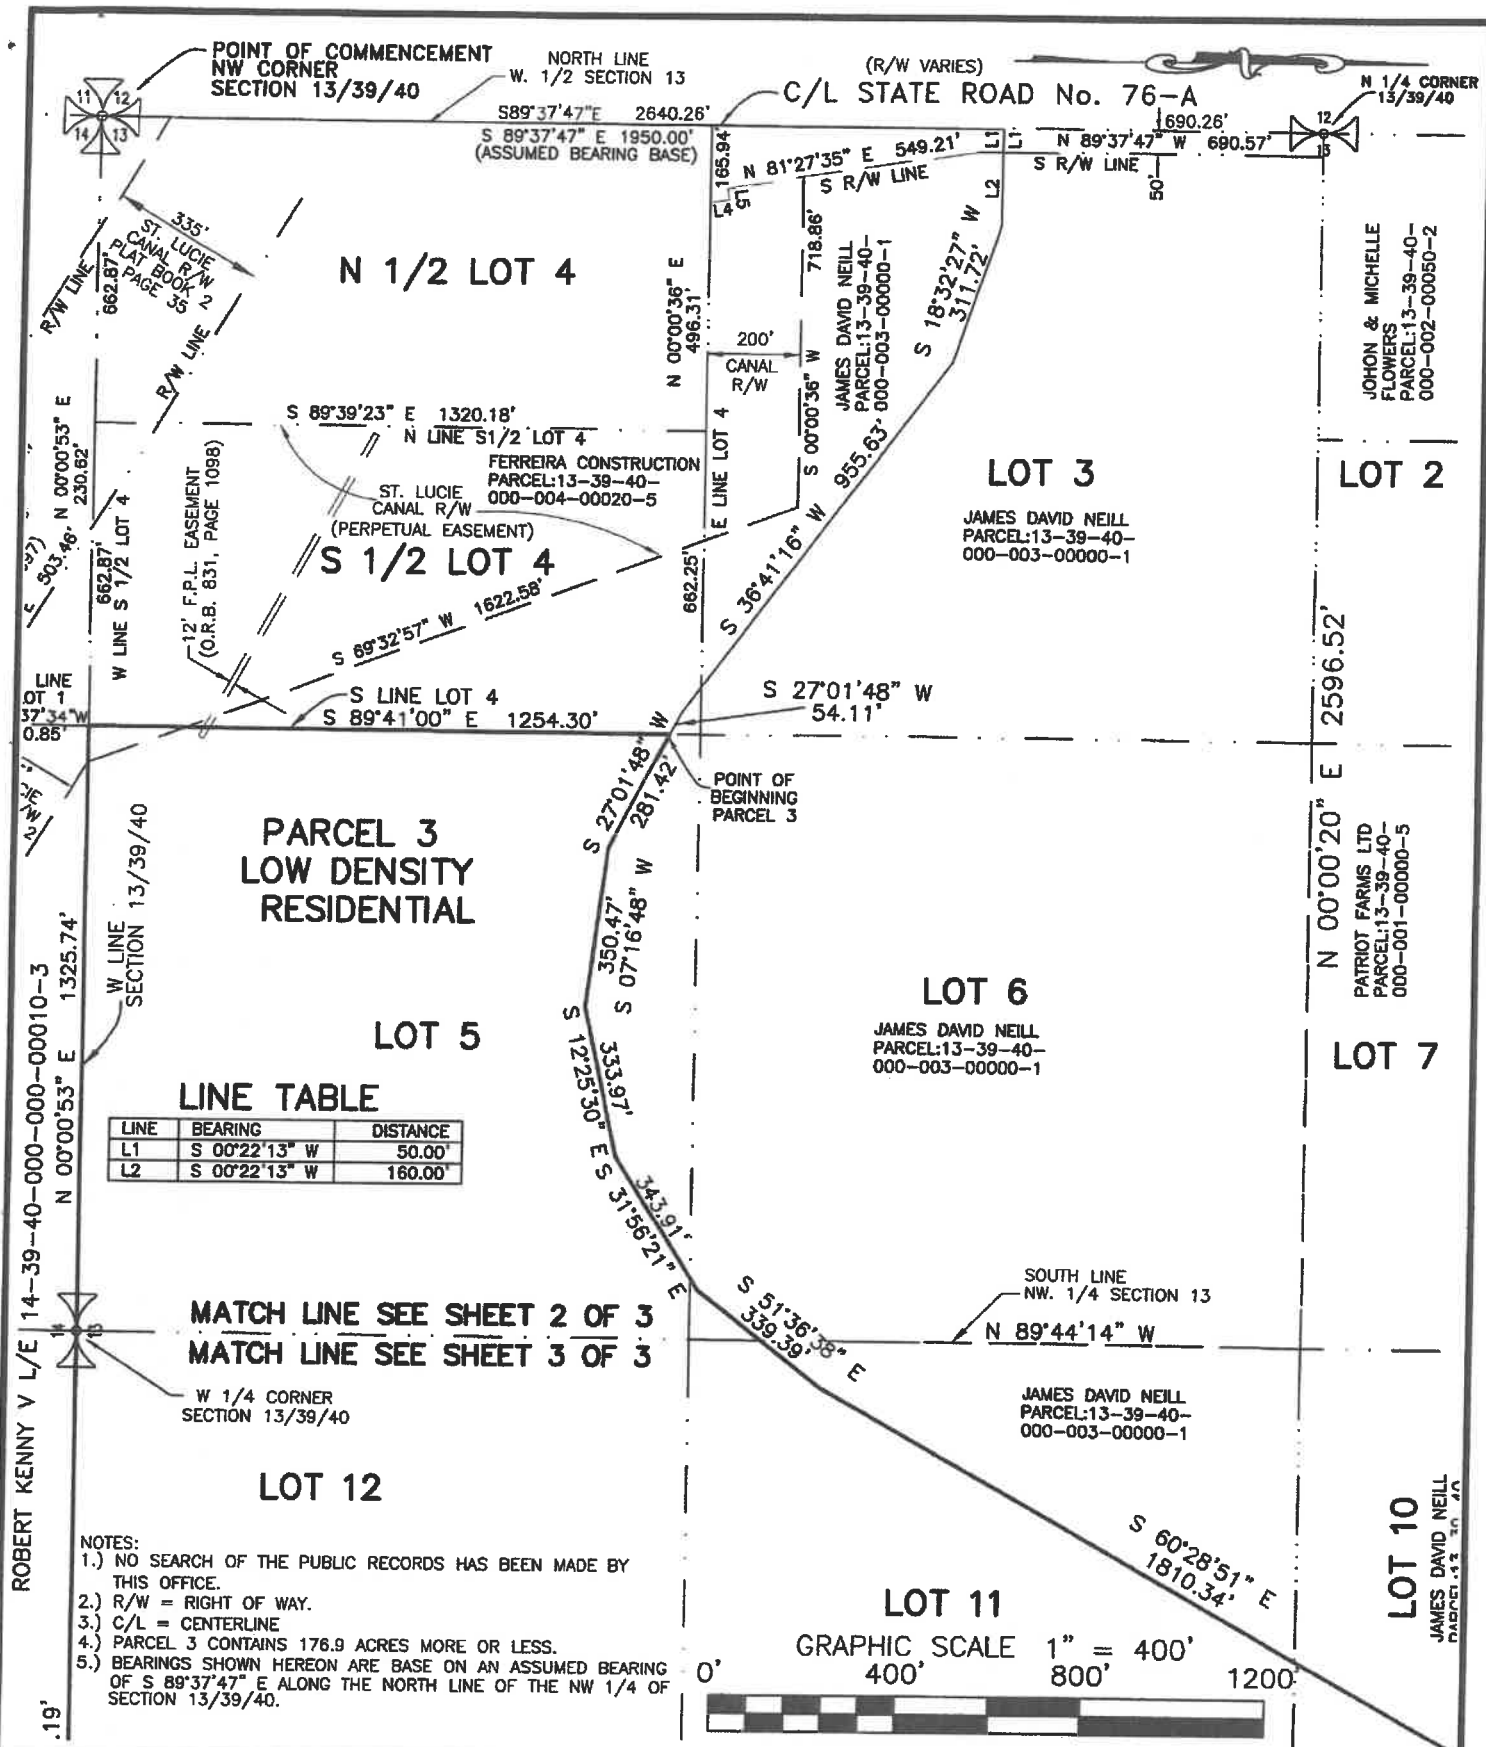 POINT OF COMMENCEMENT
NW CORNER
SECTION 13/39/40
NORTH LINE
W. 1/2 SECTION 13
(R/W VARIES)
C/L STATE ROAD No. 76-A
N 1/4 CORNER
13/39/40
11 12
14 13
12
13
S89°37'47"E 2640.26'
S 89°37'47" E 1950.00'
(ASSUMED BEARING BASE)
690.26'
N 89°37'47" W 690.57'
S R/W LINE
50'
L1
L1
L2
165.94'
N 81°27'35" E 549.21'
S R/W LINE
L4
L5
335'
ST. LUCIE
CANAL R/W
PLAT BOOK 2
PAGE 35
R/W LINE
R/W LINE
662.87'
N 1/2 LOT 4
N 00°00'36" E
496.31'
718.86'
S 00°00'36" W
200'
CANAL
R/W
JAMES DAVID NEILL
PARCEL:13-39-40-
000-003-00000-1
S 18°32'27" W
311.72'
JOHON & MICHELLE
FLOWERS
PARCEL:13-39-40-
000-002-00050-2
S 89°39'23" E 1320.18'
N LINE S1/2 LOT 4
N 00°00'53" E
230.62'
503.46'
662.87'
W LINE S 1/2 LOT 4
12' F.P.L. EASEMENT
(O.R.B. 831, PAGE 1098)
FERREIRA CONSTRUCTION
PARCEL:13-39-40-
000-004-00020-5
ST. LUCIE
CANAL R/W
(PERPETUAL EASEMENT)
S 1/2 LOT 4
E LINE LOT 4
662.25'
S 36°41'16" W 955.63'
LOT 3
JAMES DAVID NEILL
PARCEL:13-39-40-
000-003-00000-1
LOT 2
S 69°32'57" W 1622.58'
N 00°00'20" E 2596.52'
LINE
OT 1
37'34"W
0.85'
S LINE LOT 4
S 89°41'00" E 1254.30'
S 27°01'48" W
54.11'
S 27°01'48" W
281.42'
POINT OF
BEGINNING
PARCEL 3
PARCEL 3
LOW DENSITY
RESIDENTIAL
W LINE
SECTION 13/39/40
N 00°00'53" E 1325.74'
350.47'
S 07°16'48" W
PATRIOT FARMS LTD
PARCEL:13-39-40-
000-001-00000-5
LOT 5
LOT 6
JAMES DAVID NEILL
PARCEL:13-39-40-
000-003-00000-1
LOT 7
333.97'
S 12°25'30" E
LINE TABLE
LINE BEARING DISTANCE
L1 S 00°22'13" W 50.00'
L2 S 00°22'13" W 160.00'
343.91'
S 31°56'21" E
ROBERT KENNY V L/E 14-39-40-000-000-00010-3
S 51°36'38" E
339.39'
SOUTH LINE
NW. 1/4 SECTION 13
N 89°44'14" W
MATCH LINE SEE SHEET 2 OF 3
MATCH LINE SEE SHEET 3 OF 3
14 13
W 1/4 CORNER
SECTION 13/39/40
JAMES DAVID NEILL
PARCEL:13-39-40-
000-003-00000-1
LOT 12
S 60°28'51" E
1810.34'
LOT 10
JAMES DAVID NEILL
NOTES:
1.) NO SEARCH OF THE PUBLIC RECORDS HAS BEEN MADE BY
THIS OFFICE.
2.) R/W = RIGHT OF WAY.
3.) C/L = CENTERLINE
4.) PARCEL 3 CONTAINS 176.9 ACRES MORE OR LESS.
5.) BEARINGS SHOWN HEREON ARE BASE ON AN ASSUMED BEARING
OF S 89°37'47" E ALONG THE NORTH LINE OF THE NW 1/4 OF
SECTION 13/39/40.
.19'
LOT 11
GRAPHIC SCALE 1" = 400'
0' 400' 800' 1200